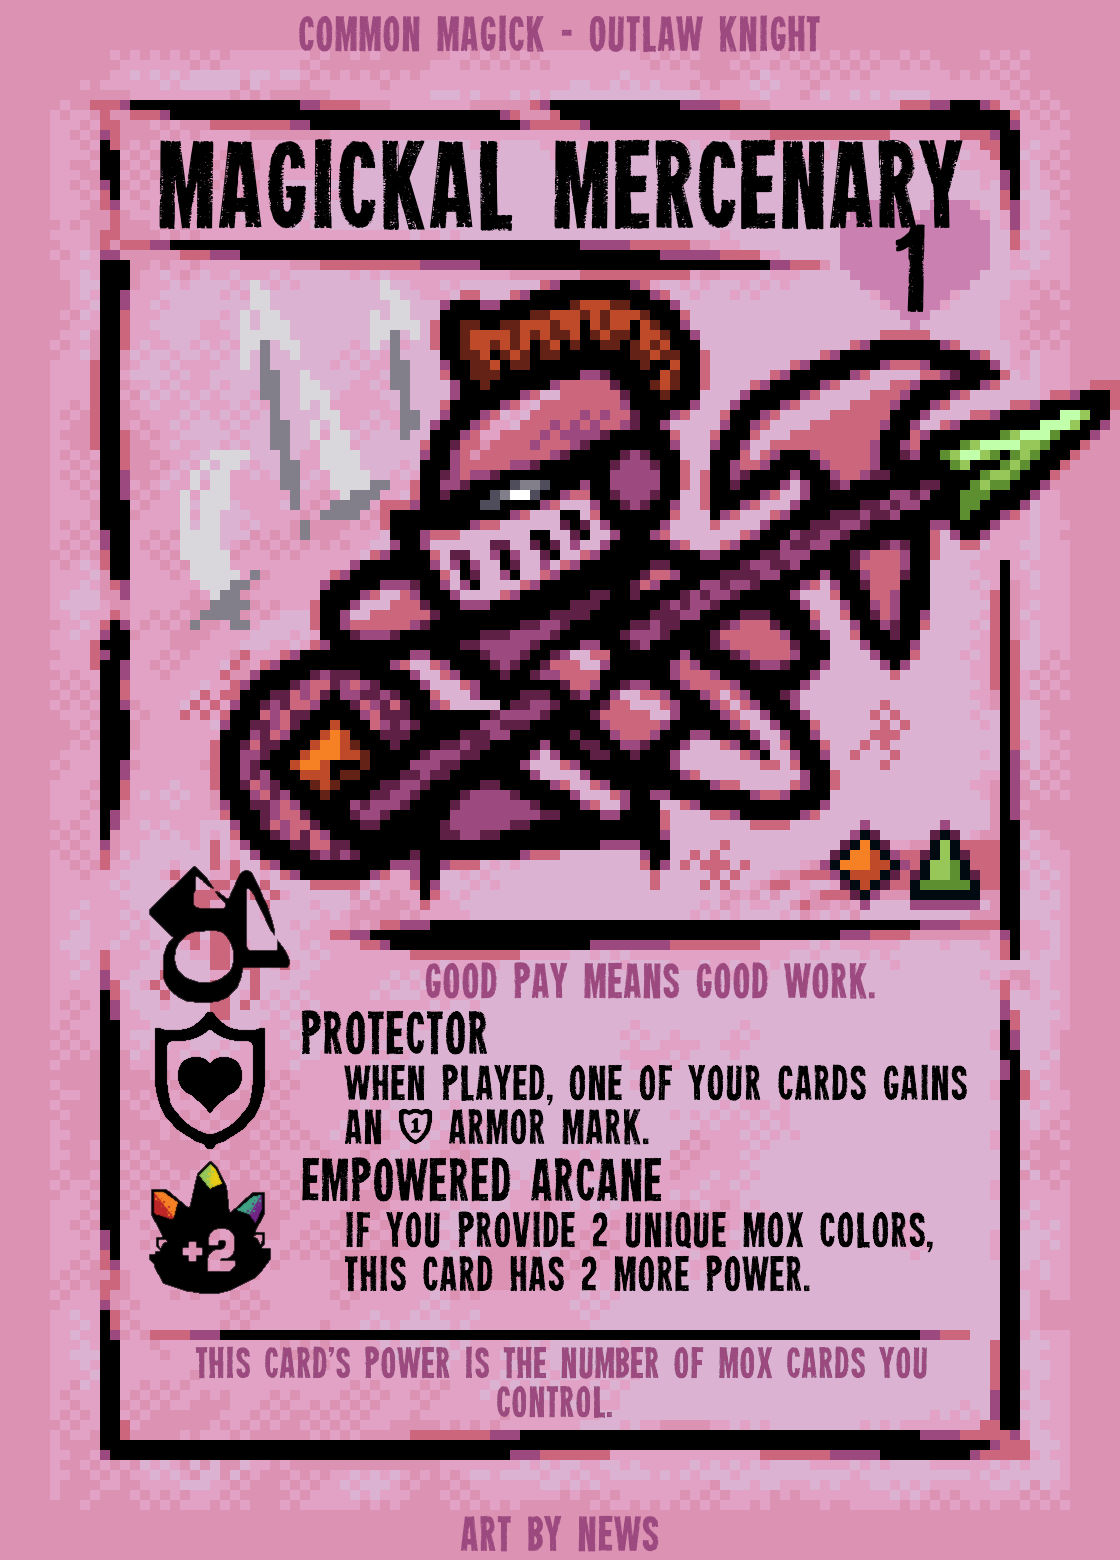 COMMON MAGICK - OUTLAW KNIGHT
MAGICKAL MERCENARY
1
GOOD PAY MEANS GOOD WORK.
PROTECTOR
WHEN PLAYED, ONE OF YOUR CARDS GAINS
AN 1 ARMOR MARK.
EMPOWERED ARCANE
+2
IF YOU PROVIDE 2 UNIQUE MOX COLORS,
THIS CARD HAS 2 MORE POWER.
THIS CARD'S POWER IS THE NUMBER OF MOX CARDS YOU
CONTROL.
ART BY NEWS